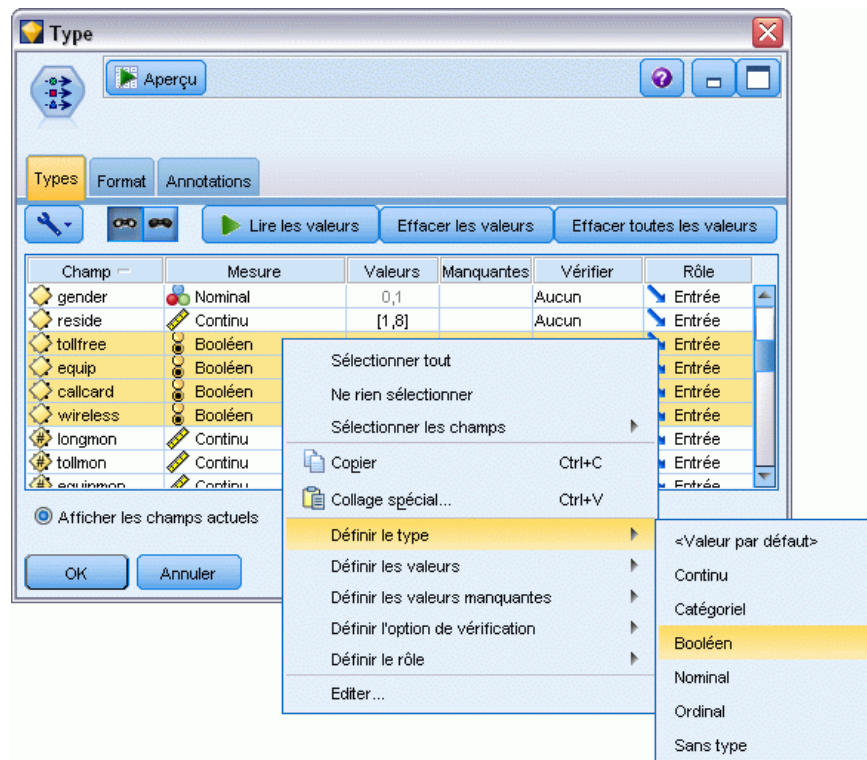 Type
Aperçu
Types Format Annotations
Lire les valeurs Effacer les valeurs Effacer toutes les valeurs
Champ Mesure Valeurs Manquantes Vérifier Rôle
gender Nominal 0,1 Aucun Entrée
reside Continu [1,8] Aucun Entrée
tollfree Booléen Entrée
equip Booléen Entrée
callcard Booléen Entrée
wireless Booléen Entrée
longmon Continu Entrée
tollmon Continu Entrée
equipmon Continu Entrée
Afficher les champs actuels
OK Annuler
Sélectionner tout
Ne rien sélectionner
Sélectionner les champs
Copier Ctrl+C
Collage spécial... Ctrl+V
Définir le type
Définir les valeurs
Définir les valeurs manquantes
Définir l'option de vérification
Définir le rôle
Editer...
<Valeur par défaut>
Continu
Catégoriel
Booléen
Nominal
Ordinal
Sans type